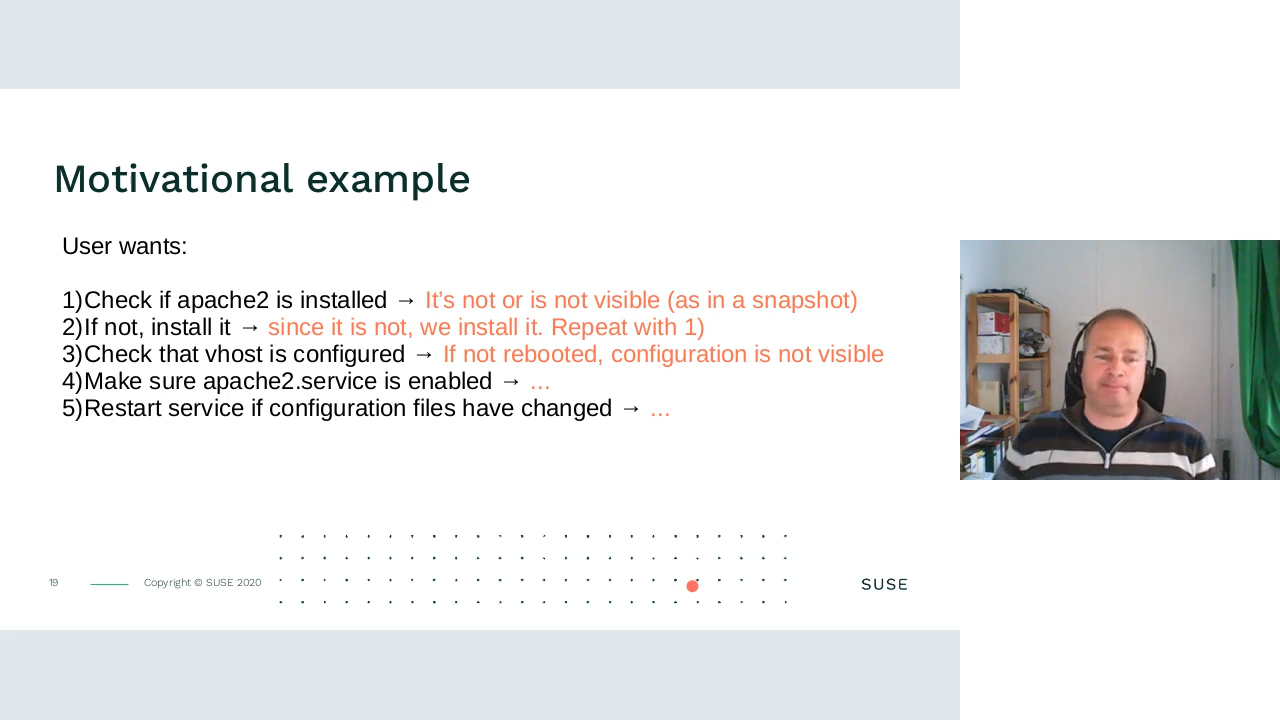 Motivational example
User wants:
1)Check if apache2 is installed → It’s not or is not visible (as in a snapshot)
2)If not, install it → since it is not, we install it. Repeat with 1)
3)Check that vhost is configured → If not rebooted, configuration is not visible
4)Make sure apache2.service is enabled → …
5)Restart service if configuration files have changed → …
19
Copyright © SUSE 2020
SUSE